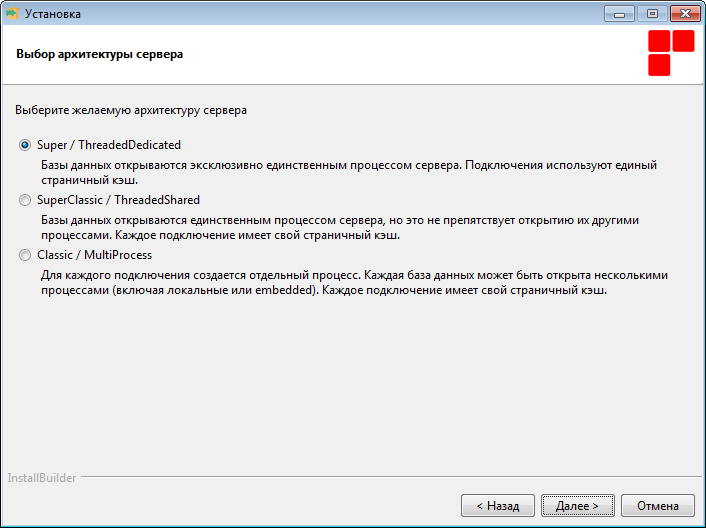 Установка
Выбор архитектуры сервера
Выберите желаемую архитектуру сервера
Super / ThreadedDedicated
Базы данных открываются эксклюзивно единственным процессом сервера. Подключения используют единый
страничный кэш.
SuperClassic / ThreadedShared
Базы данных открываются единственным процессом сервера, но это не препятствует открытию их другими
процессами. Каждое подключение имеет свой страничный кэш.
Classic / MultiProcess
Для каждого подключения создается отдельный процесс. Каждая база данных может быть открыта несколькими
процессами (включая локальные или embedded). Каждое подключение имеет свой страничный кэш.
InstallBuilder
< Назад Далее > Отмена